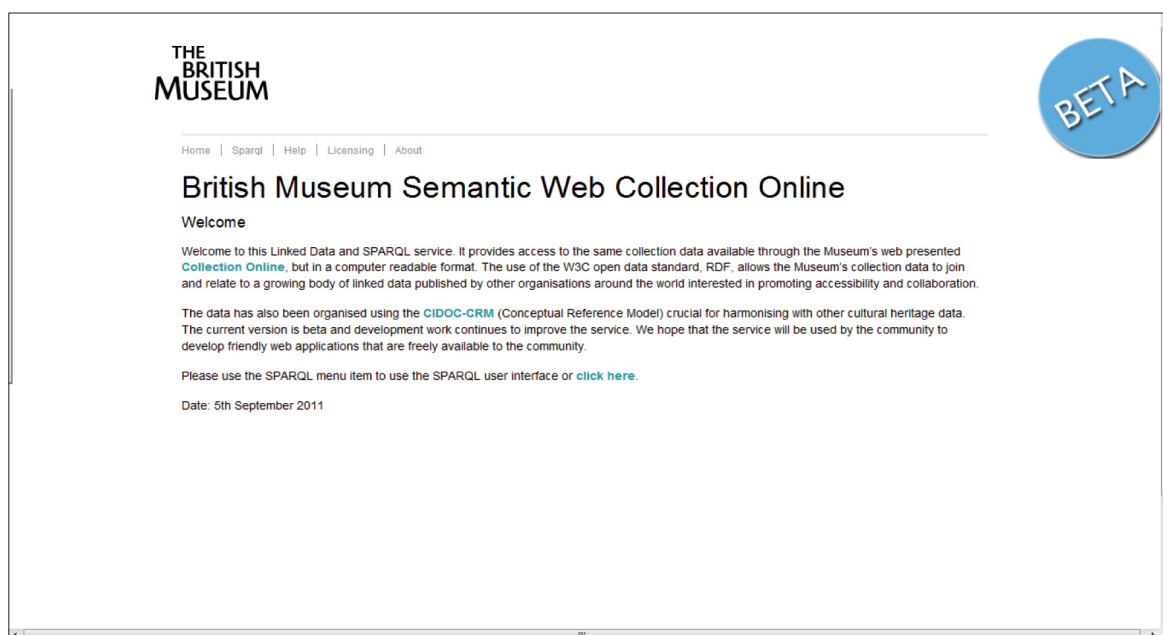 THE
BRITISH
MUSEUM
BETA
Home | Sparql | Help | Licensing | About
British Museum Semantic Web Collection Online
Welcome
Welcome to this Linked Data and SPARQL service. It provides access to the same collection data available through the Museum's web presented
Collection Online, but in a computer readable format. The use of the W3C open data standard, RDF, allows the Museum's collection data to join
and relate to a growing body of linked data published by other organisations around the world interested in promoting accessibility and collaboration.
The data has also been organised using the CIDOC-CRM (Conceptual Reference Model) crucial for harmonising with other cultural heritage data.
The current version is beta and development work continues to improve the service. We hope that the service will be used by the community to
develop friendly web applications that are freely available to the community.
Please use the SPARQL menu item to use the SPARQL user interface or click here.
Date: 5th September 2011